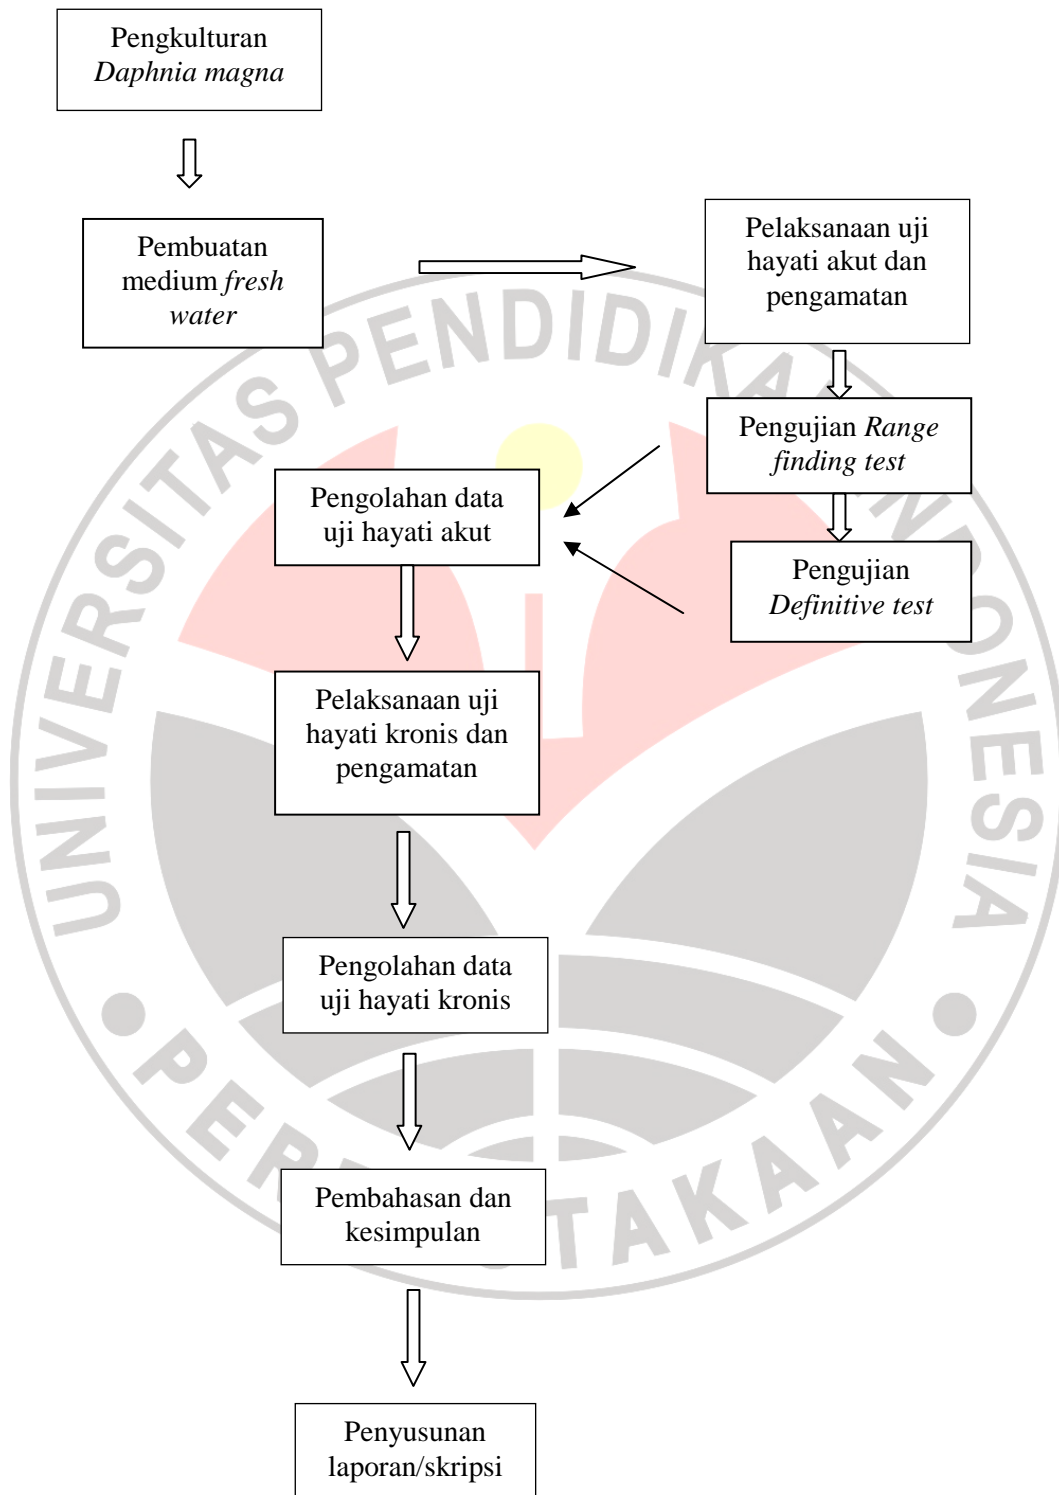 Pengkulturan
Daphnia magna
Pembuatan
medium fresh
water
Pelaksanaan uji
hayati akut dan
pengamatan
Pengujian Range
finding test
Pengujian
Definitive test
Pengolahan data
uji hayati akut
Pelaksanaan uji
hayati kronis dan
pengamatan
Pengolahan data
uji hayati kronis
Pembahasan dan
kesimpulan
Penyusunan
laporan/skripsi
UNIVERSITAS PENDIDIKAN INDONESIA
PERPUSTAKAAN